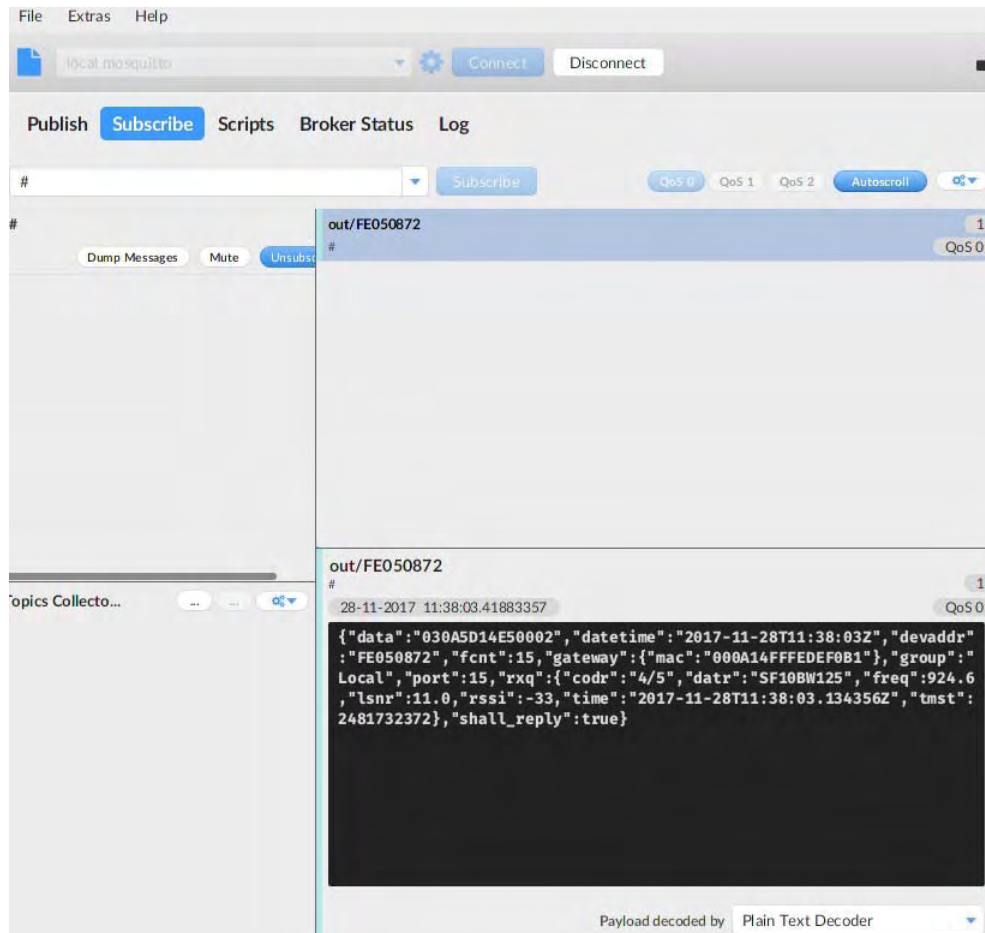 File Extras Help
local mosquitto Connect Disconnect
Publish Subscribe Scripts Broker Status Log
# Subscribe QoS 0 QoS 1 QoS 2 Autoscroll
#
Dump Messages Mute Unsubsc
out/FE050872 1
# QoS 0
out/FE050872
# 1
28-11-2017 11:38:03.41883357 QoS 0
{"data":"030A5D14E50002","datetime":"2017-11-28T11:38:03Z","devaddr"
:"FE050872","fcnt":15,"gateway":{"mac":"000A14FFFEDEF0B1"},"group":"
Local","port":15,"rxq":{"codr":"4/5","datr":"SF10BW125","freq":924.6
,"lsnr":11.0,"rssi":-33,"time":"2017-11-28T11:38:03.134356Z","tmst":
2481732372},"shall_reply":true}
opics Collecto... ... ...
Payload decoded by Plain Text Decoder